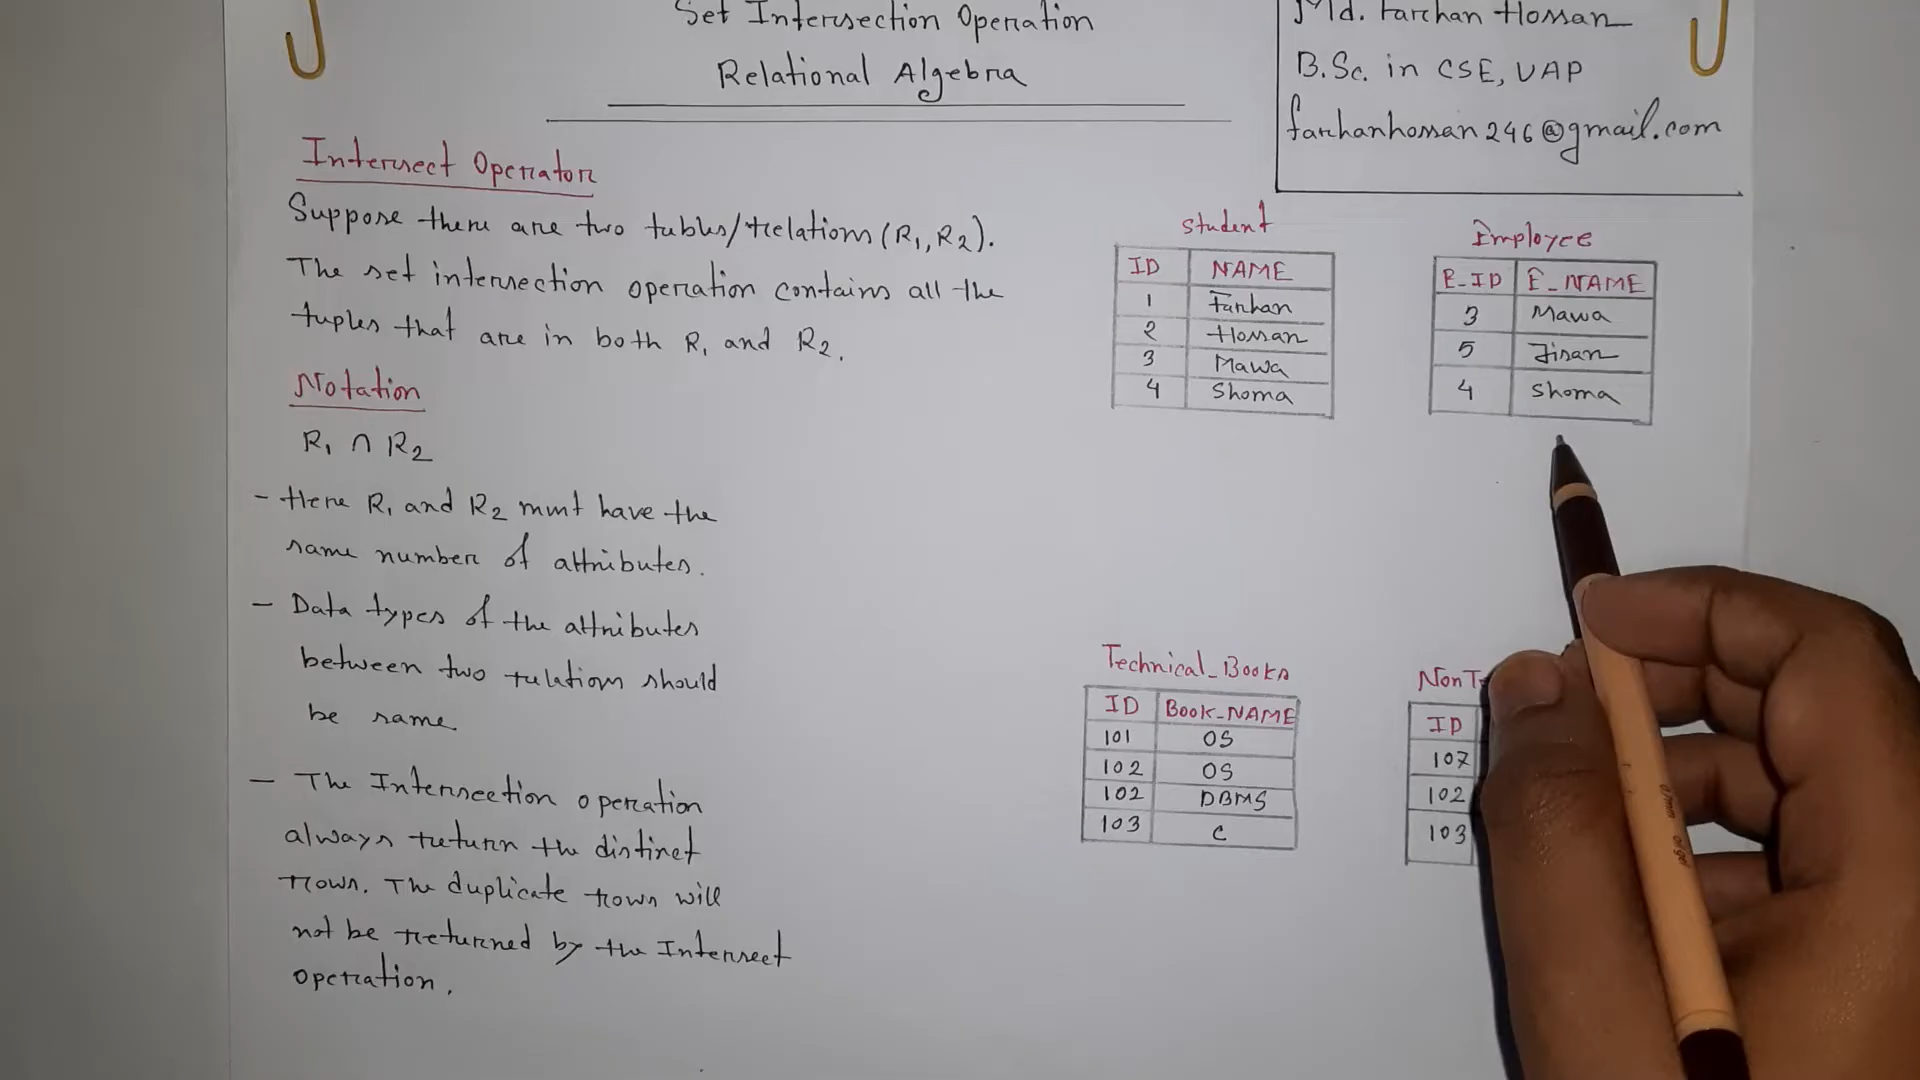 Set Intersection Operation
Relational Algebra
Md. Farhan Hossan
B.Sc. in CSE, UAP
farhanhossan246@gmail.com
Intersect Operator
Suppose there are two tables/relations (R1, R2).
The set intersection operation contains all the
tuples that are in both R1 and R2.
Notation
R1 ∩ R2
- Here R1 and R2 must have the
same number of attributes.
- Data types of the attributes
between two relations should
be same
- The Intersection operation
always return the distinct
rows. The duplicate rows will
not be returned by the Intersect
operation.
Student
ID NAME
1 Farhan
2 Hossan
3 Mawa
4 Shoma
Employee
E_ID E_NAME
3 Mawa
5 Jisan
4 Shoma
Technical_Books
ID Book_NAME
101 OS
102 OS
102 DBMS
103 C
ID
107
102
103